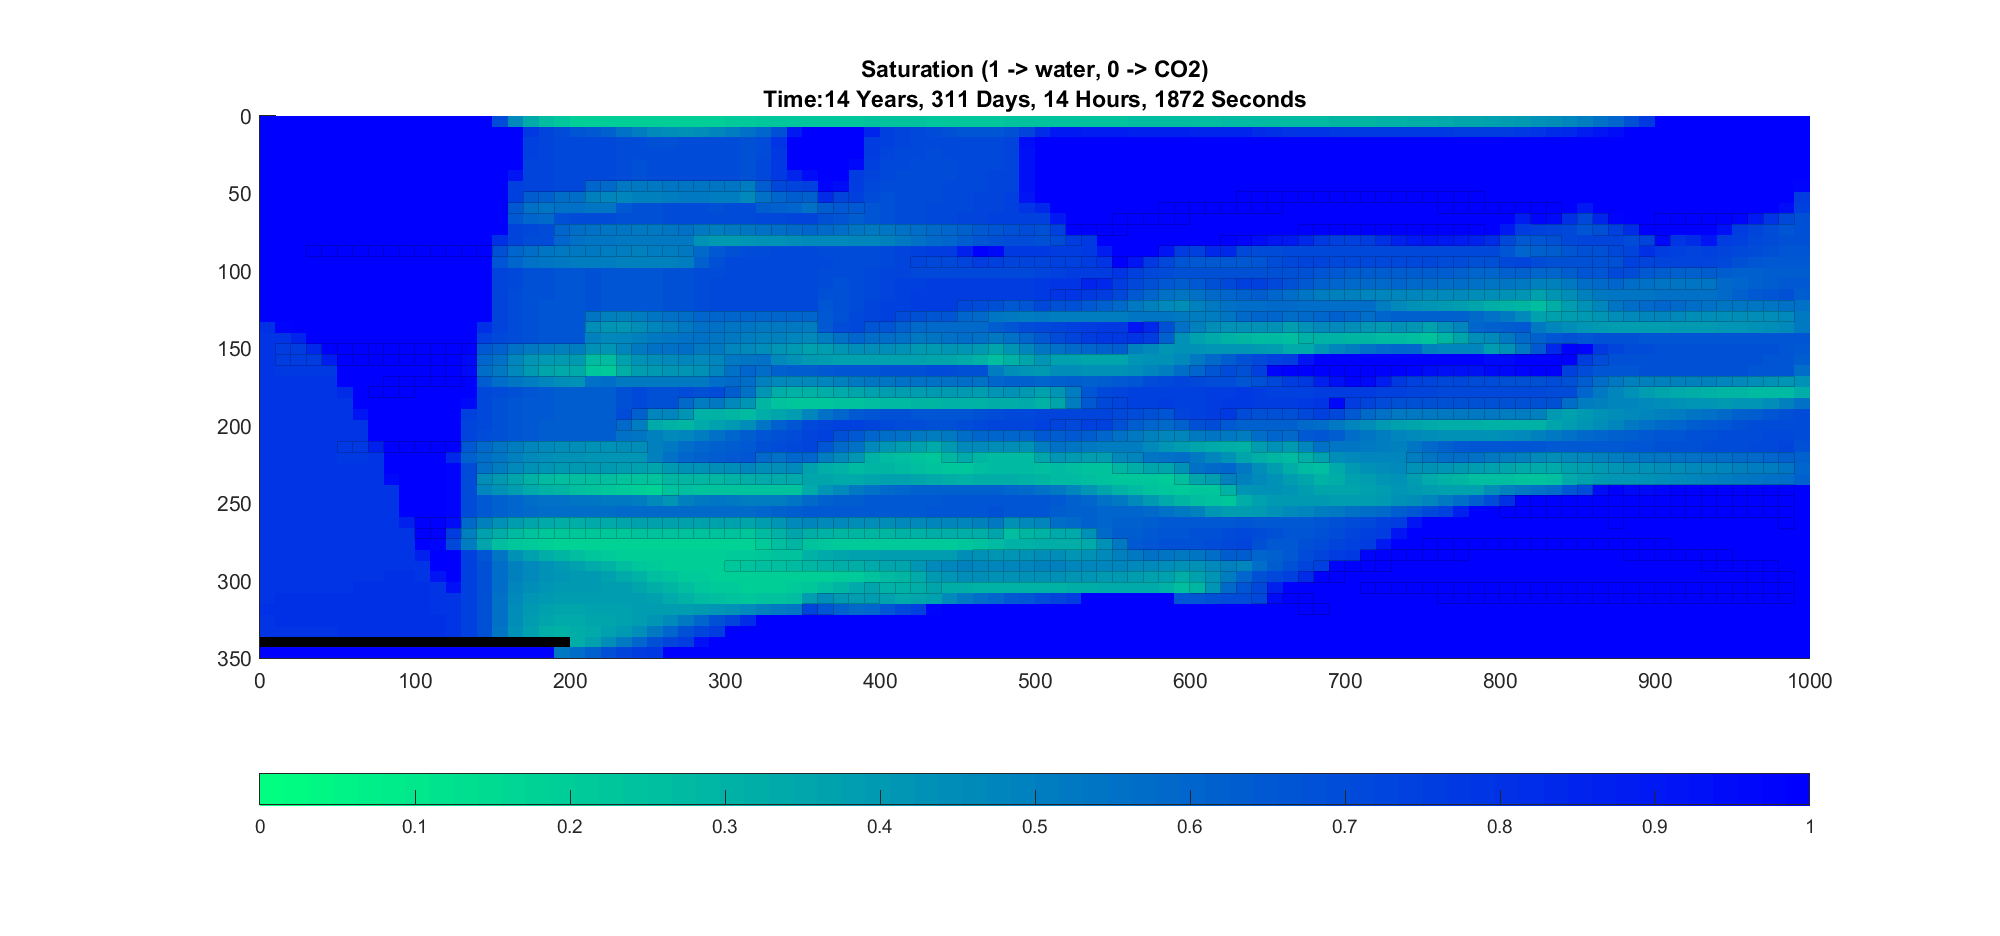 Saturation (1 -> water, 0 -> CO2)
Time:14 Years, 311 Days, 14 Hours, 1872 Seconds
0
50
100
150
200
250
300
350
0 100 200 300 400 500 600 700 800 900 1000
0 0.1 0.2 0.3 0.4 0.5 0.6 0.7 0.8 0.9 1